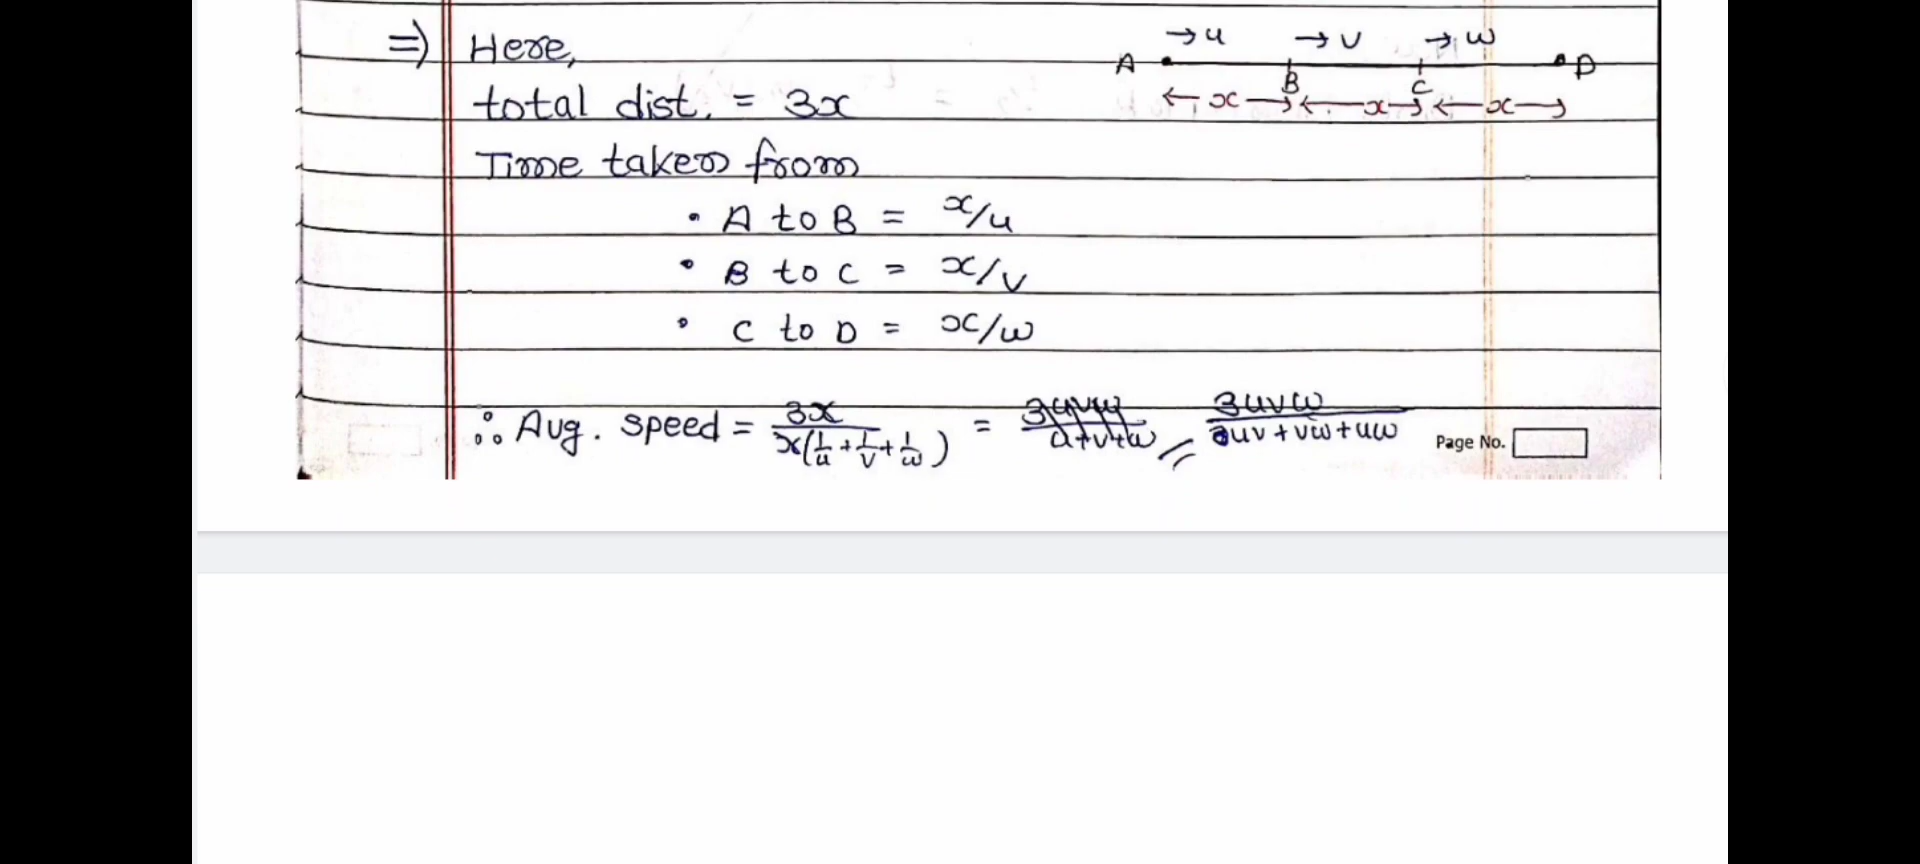 =) Here,
→u →v →w
A B C D
total dist. = 3x
←x→ ←x→ ←x→
Time taken from
• A to B = x/u
• B to C = x/v
• C to D = x/w
∴ Avg. speed = 3x / x(1/u + 1/v + 1/w) = 3uvw / u+v+w = 3uvw / uv+vw+uw
Page No.